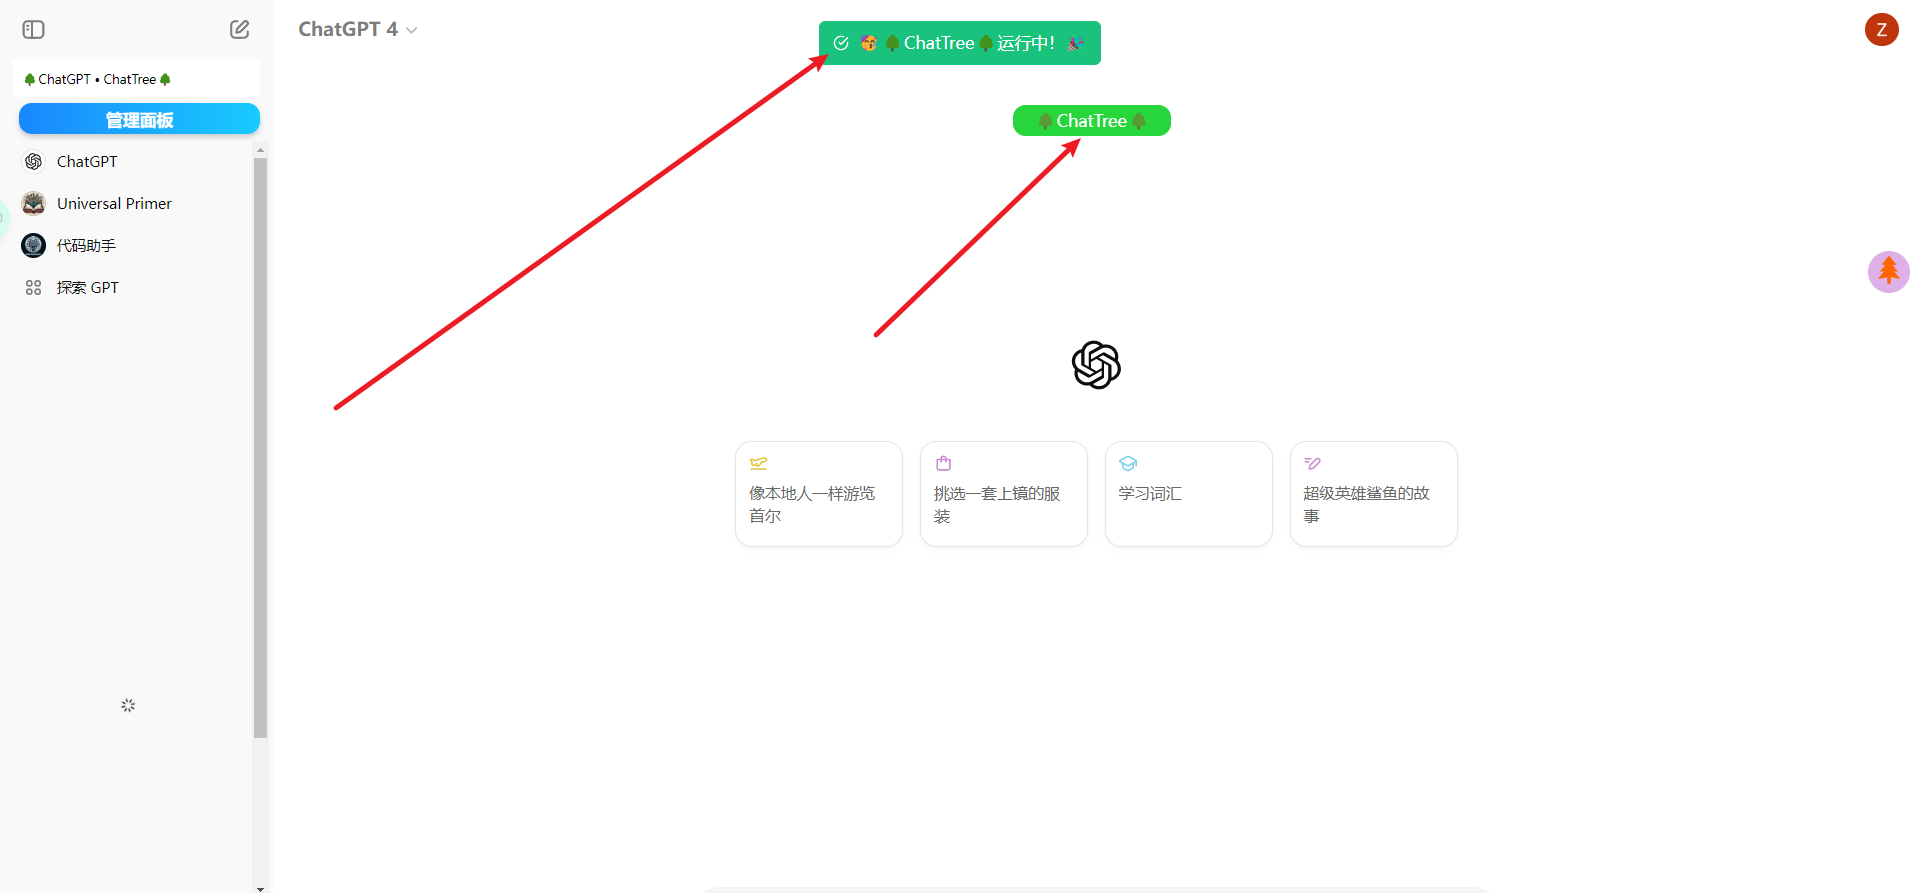 ChatGPT 4
ChatTree 运行中！
Z
ChatGPT • ChatTree
管理面板
ChatTree
ChatGPT
Universal Primer
代码助手
探索 GPT
像本地人一样游览
首尔
挑选一套上镜的服
装
学习词汇
超级英雄鲨鱼的故
事